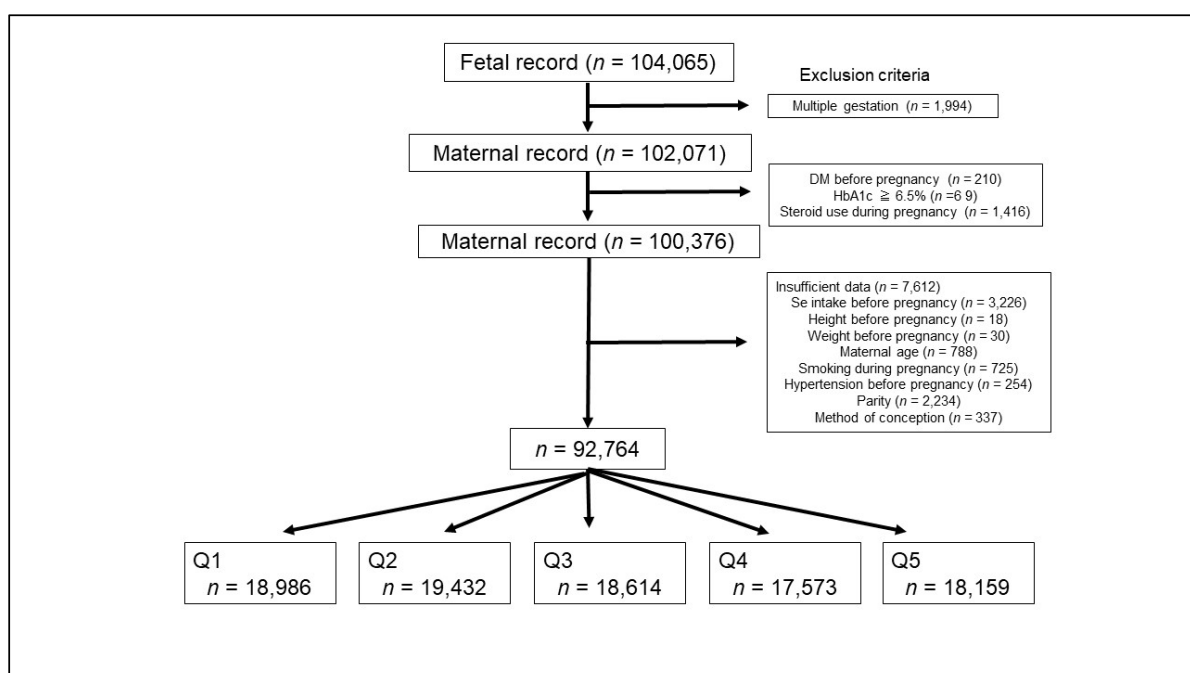 Fetal record (n = 104,065)
Exclusion criteria
Multiple gestation (n = 1,994)
Maternal record (n = 102,071)
DM before pregnancy (n = 210)
HbA1c ≧ 6.5% (n =6 9)
Steroid use during pregnancy (n = 1,416)
Maternal record (n = 100,376)
Insufficient data (n = 7,612)
Se intake before pregnancy (n = 3,226)
Height before pregnancy (n = 18)
Weight before pregnancy (n = 30)
Maternal age (n = 788)
Smoking during pregnancy (n = 725)
Hypertension before pregnancy (n = 254)
Parity (n = 2,234)
Method of conception (n = 337)
n = 92,764
Q1
n = 18,986
Q2
n = 19,432
Q3
n = 18,614
Q4
n = 17,573
Q5
n = 18,159